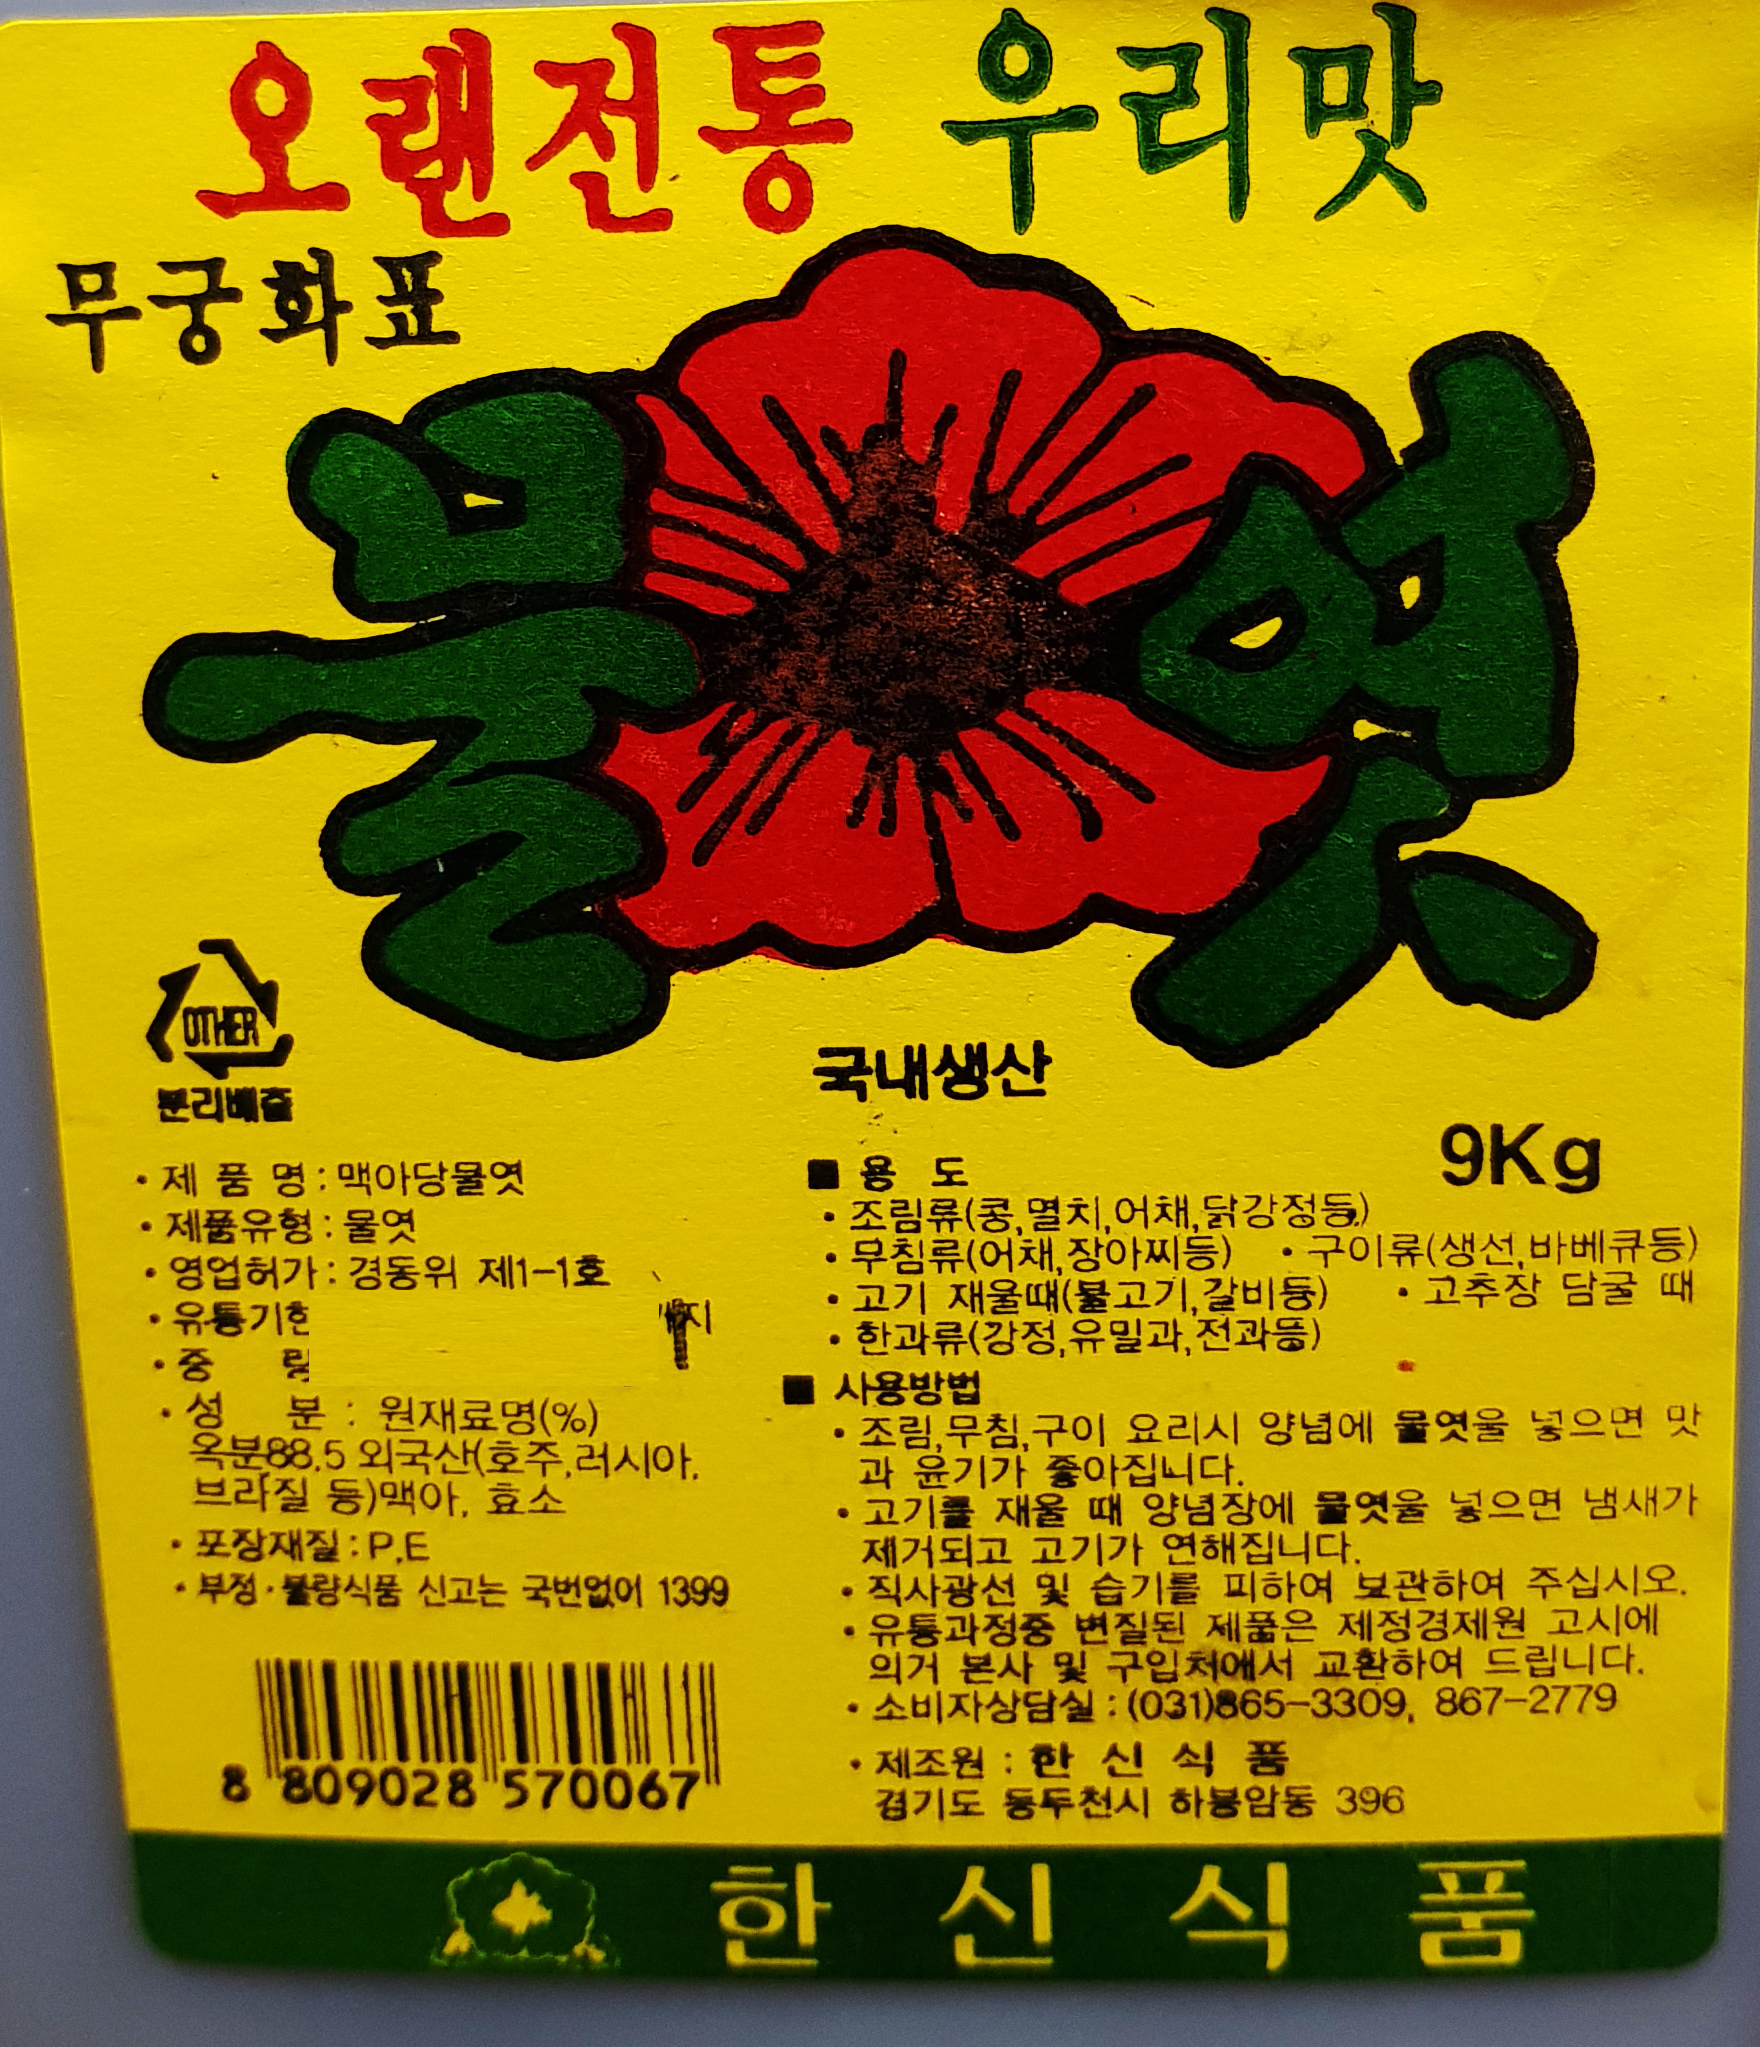 오랜전통 우리맛
무궁화표
물엿
OTHER
분리배출
국내생산
9Kg
· 제 품 명 : 맥아당물엿
· 제품유형 : 물엿
· 영업허가 : 경동위 제1-1호
· 유통기한
· 중 량
· 성 분 : 원재료명(%)
옥분88.5 외국산(호주,러시아,
브라질 등)맥아, 효소
· 포장재질 : P.E
· 부정·불량식품 신고는 국번없이 1399
8 809028 570067
■ 용 도
· 조림류(콩,멸치,어채,닭강정등)
· 무침류(어채,장아찌등) · 구이류(생선,바베큐등)
· 고기 재울때(불고기,갈비등) · 고추장 담굴 때
· 한과류(강정,유밀과,전과등)
■ 사용방법
· 조림,무침,구이 요리시 양념에 물엿을 넣으면 맛
과 윤기가 좋아집니다.
· 고기를 재울 때 양념장에 물엿을 넣으면 냄새가
제거되고 고기가 연해집니다.
· 직사광선 및 습기를 피하여 보관하여 주십시오.
· 유통과정중 변질된 제품은 제정경제원 고시에
의거 본사 및 구입처에서 교환하여 드립니다.
· 소비자상담실 : (031)865-3309, 867-2779
· 제조원 : 한 신 식 품
경기도 동두천시 하봉암동 396
한 신 식 품